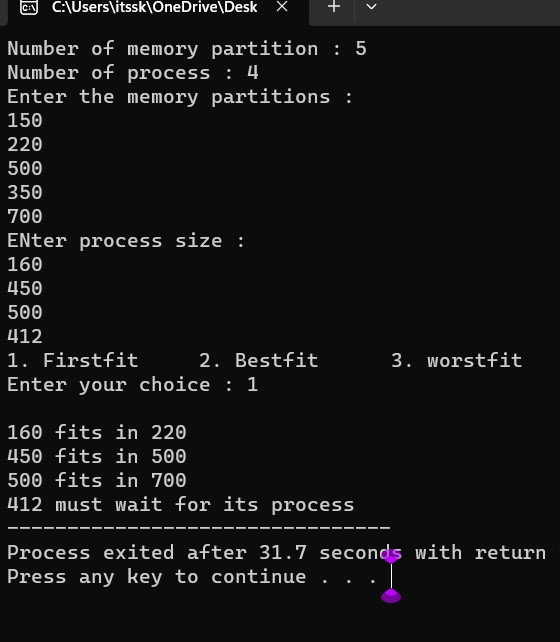 C:\Users\itssk\OneDrive\Desk
Number of memory partition : 5
Number of process : 4
Enter the memory partitions :
150
220
500
350
700
ENter process size :
160
450
500
412
1. Firstfit     2. Bestfit      3. worstfit
Enter your choice : 1
160 fits in 220
450 fits in 500
500 fits in 700
412 must wait for its process
--------------------------------
Process exited after 31.7 seconds with return
Press any key to continue . . .